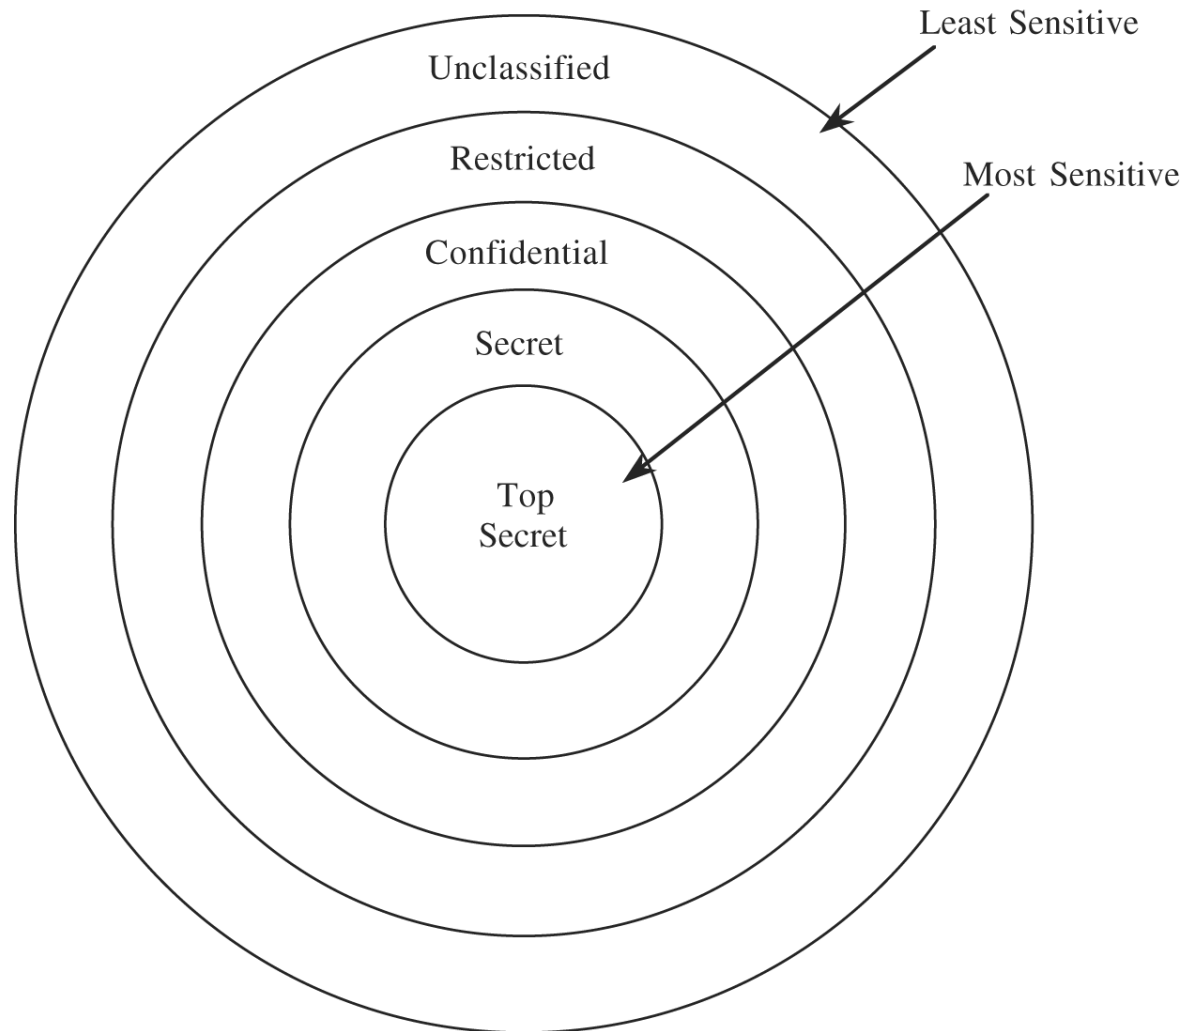 Least Sensitive
Unclassified
Restricted
Most Sensitive
Confidential
Secret
Top
Secret